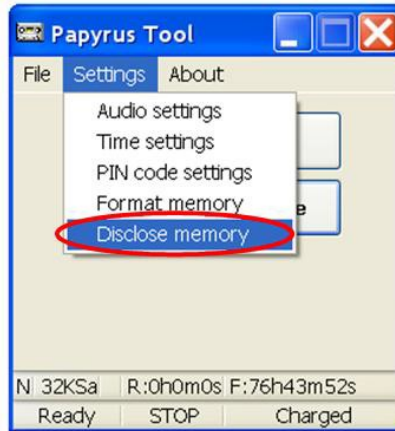 Papyrus Tool
File Settings About
Audio settings
Time settings
PIN code settings
Format memory
Disclose memory
N 32KSa R:0h0m0s F:76h43m52s
Ready STOP Charged